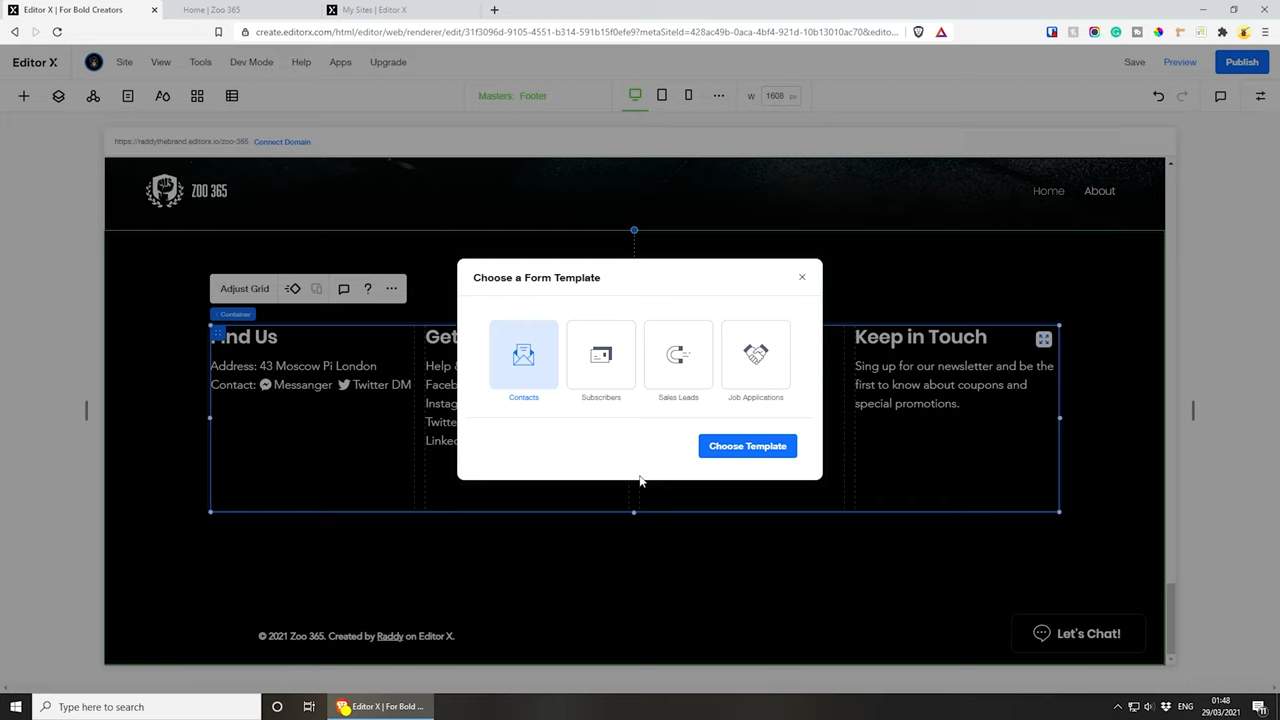 Editor X | For Bold Creators
Home | Zoo 365
My Sites | Editor X
create.editorx.com/html/editor/web/renderer/edit/31f3096d-9105-4551-b314-591b15f0efe9?metaSiteId=428ac49b-0aca-4bf4-921d-10b13010ac70&edito...
Editor X
Site
View
Tools
Dev Mode
Help
Apps
Upgrade
Save
Preview
Publish
Masters: Footer
W
1608
px
https://raddythebrand.editorx.io/zoo-365
Connect Domain
ZOO 365
Home
About
Choose a Form Template
Adjust Grid
Container
Find Us
Get
Keep in Touch
Address: 43 Moscow Pi London
Contact: Messanger Twitter DM
Help &
Faceb
Instag
Twitte
Linke
Sing up for our newsletter and be the
first to know about coupons and
special promotions.
Contacts
Subscribers
Sales Leads
Job Applications
Choose Template
© 2021 Zoo 365. Created by Raddy on Editor X.
Let's Chat!
Type here to search
Editor X | For Bold ...
ENG
01:48
29/03/2021